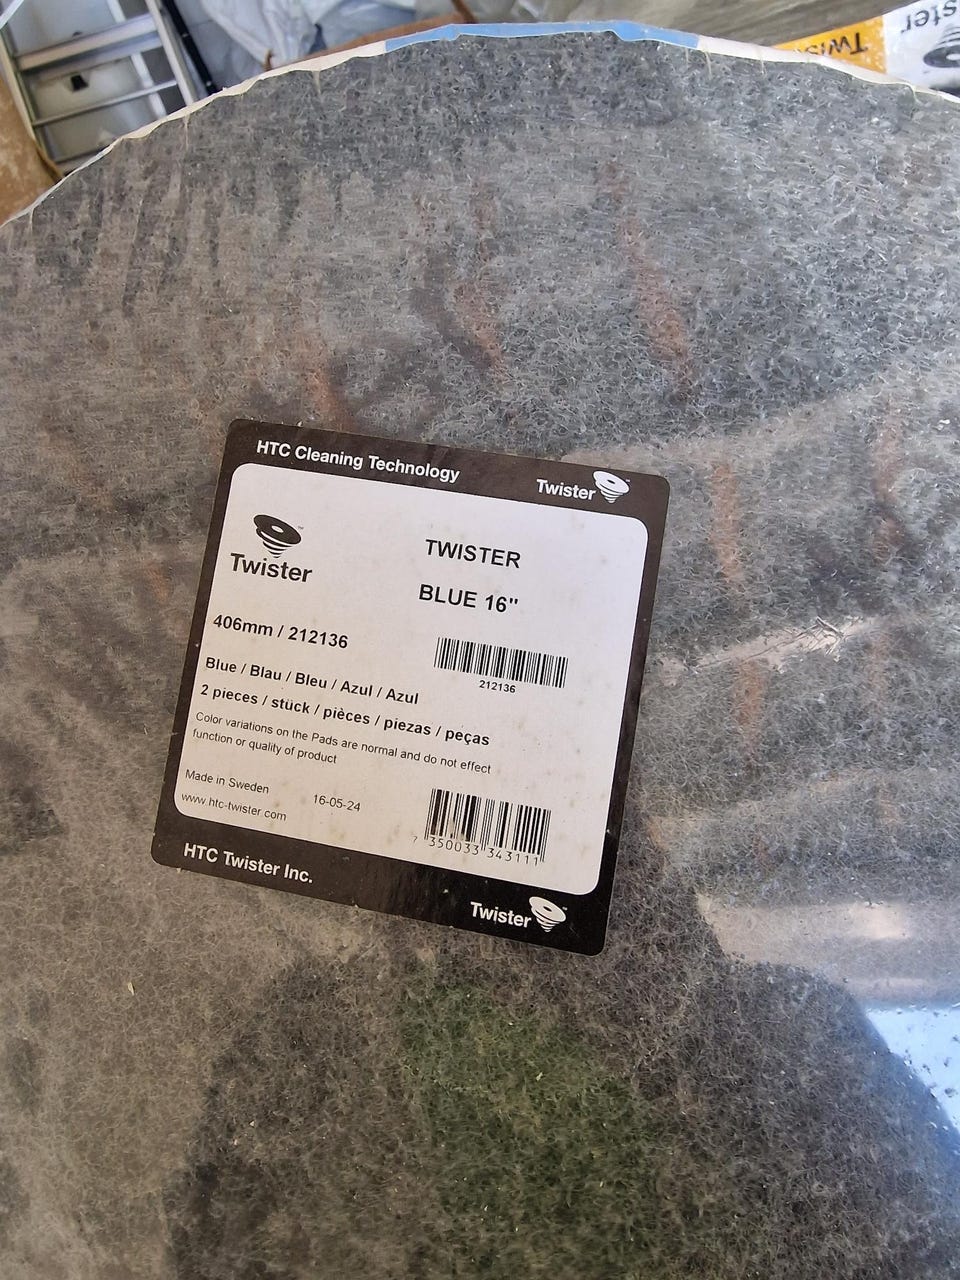 Twister
HTC Cleaning Technology
Twister
Twister
TWISTER
BLUE 16"
406mm / 212136
212136
Blue / Blau / Bleu / Azul / Azul
2 pieces / stück / pièces / piezas / peças
Color variations on the Pads are normal and do not effect
function or quality of product
Made in Sweden
16-05-24
www.htc-twister.com
7 350033 343111
HTC Twister Inc.
Twister